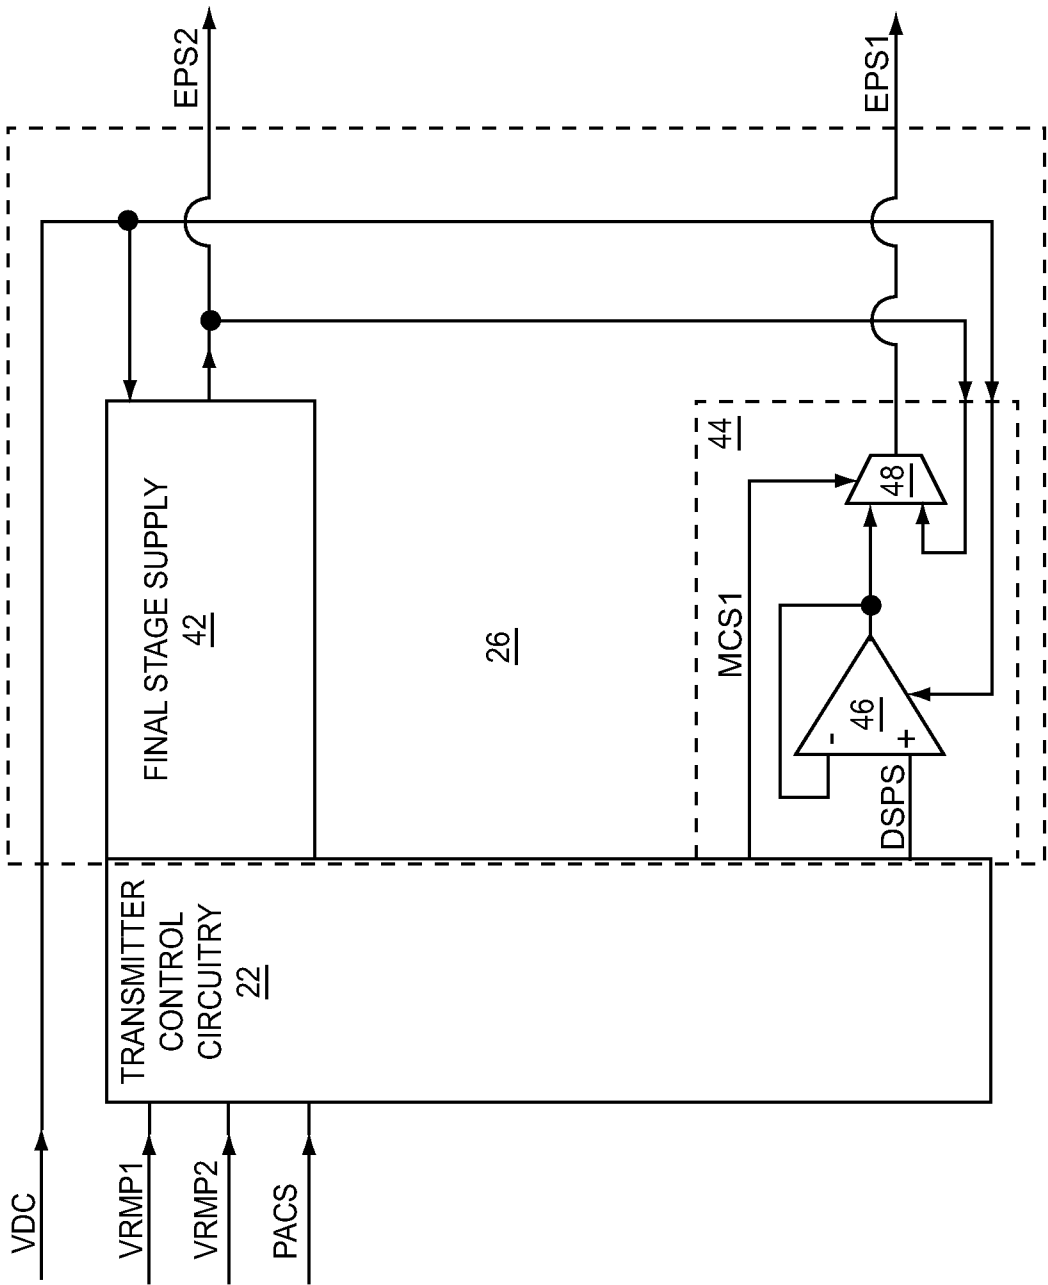 EPS2
EPS1
FINAL STAGE SUPPLY
42
26
44
48
MCS1
46
-
+
DSPS
TRANSMITTER
CONTROL
CIRCUITRY
22
VDC
VRMP1
VRMP2
PACS